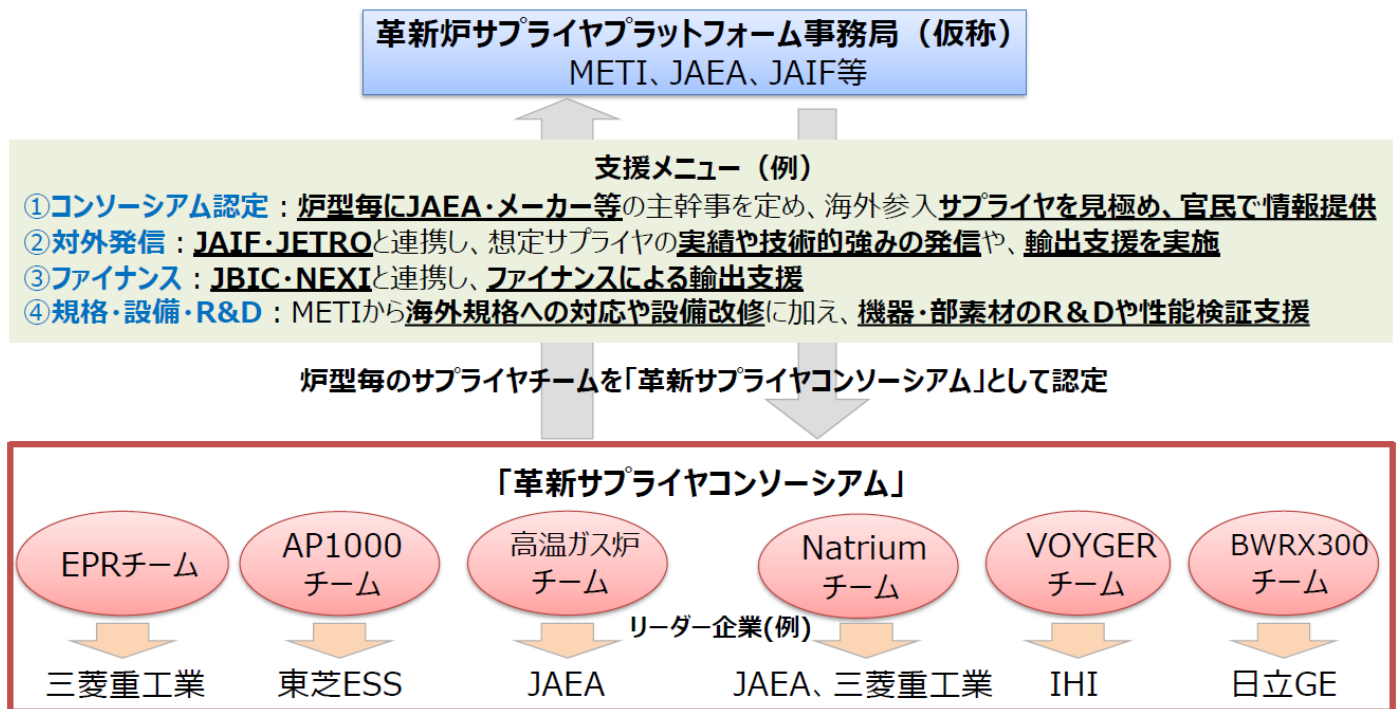 革新炉サプライヤプラットフォーム事務局（仮称）
METI、JAEA、JAIF等
支援メニュー（例）
①コンソーシアム認定：炉型毎にJAEA・メーカー等の主幹事を定め、海外参入サプライヤを見極め、官民で情報提供
②対外発信：JAIF・JETROと連携し、想定サプライヤの実績や技術的強みの発信や、輸出支援を実施
③ファイナンス：JBIC・NEXIと連携し、ファイナンスによる輸出支援
④規格・設備・R&D：METIから海外規格への対応や設備改修に加え、機器・部素材のR＆Dや性能検証支援
炉型毎のサプライヤチームを「革新サプライヤコンソーシアム」として認定
「革新サプライヤコンソーシアム」
EPRチーム
AP1000
チーム
高温ガス炉
チーム
Natrium
チーム
VOYGER
チーム
BWRX300
チーム
リーダー企業(例)
三菱重工業
東芝ESS
JAEA
JAEA、三菱重工業
IHI
日立GE